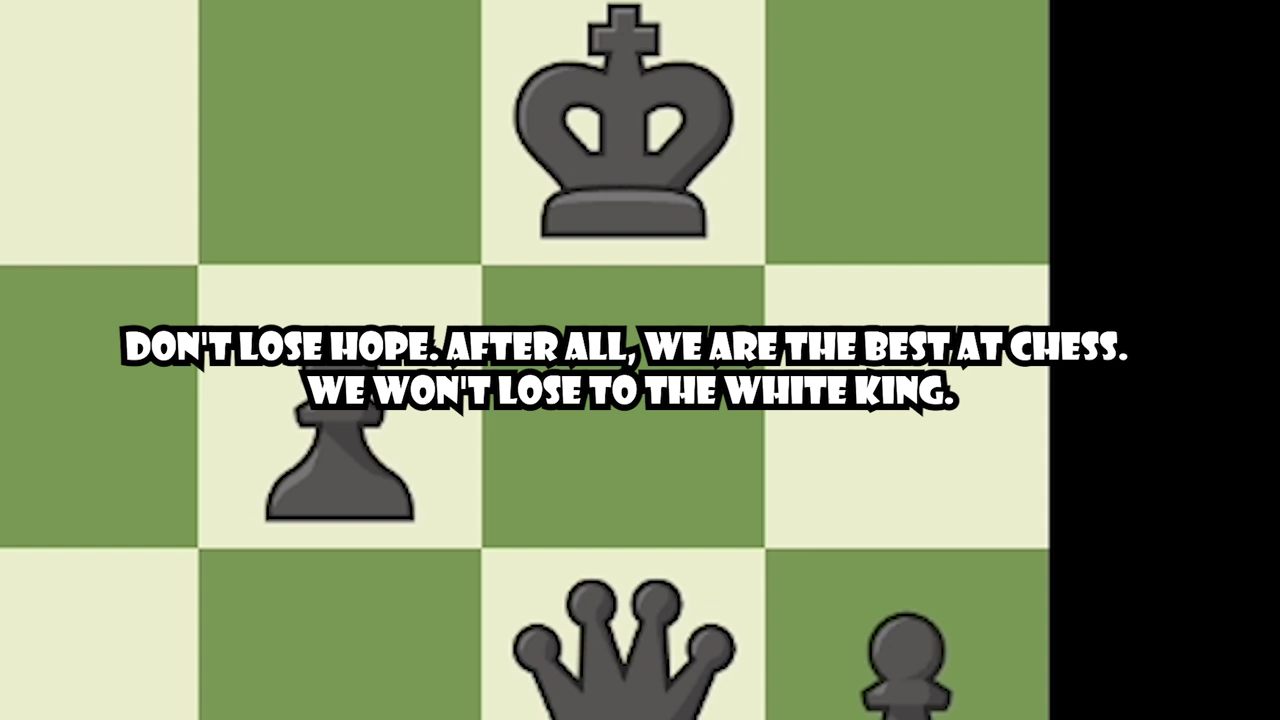 DON'T LOSE HOPE. AFTER ALL, WE ARE THE BEST AT CHESS.
WE WON'T LOSE TO THE WHITE KING.